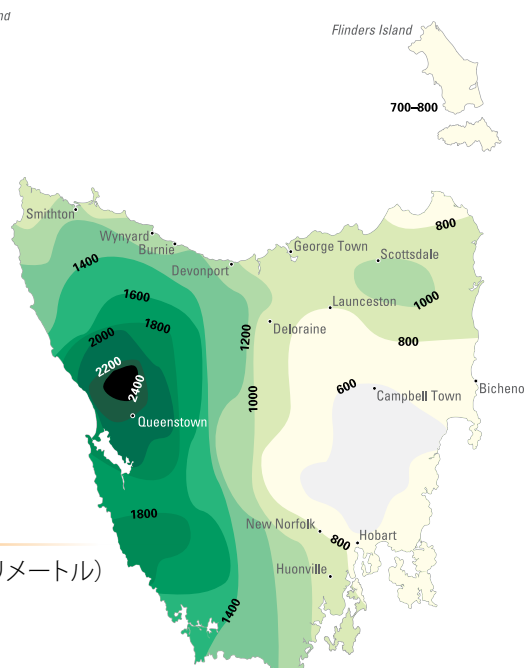 nd
Flinders Island
700–800
800
Smithton
Wynyard
Burnie
George Town
Scottsdale
1400
Devonport
1600
1000
Launceston
2000
1800
1200
Deloraine
800
2200
2400
600
1000
Campbell Town
Bicheno
Queenstown
1800
New Norfolk
800
Hobart
リメートル）
Huonville
1400